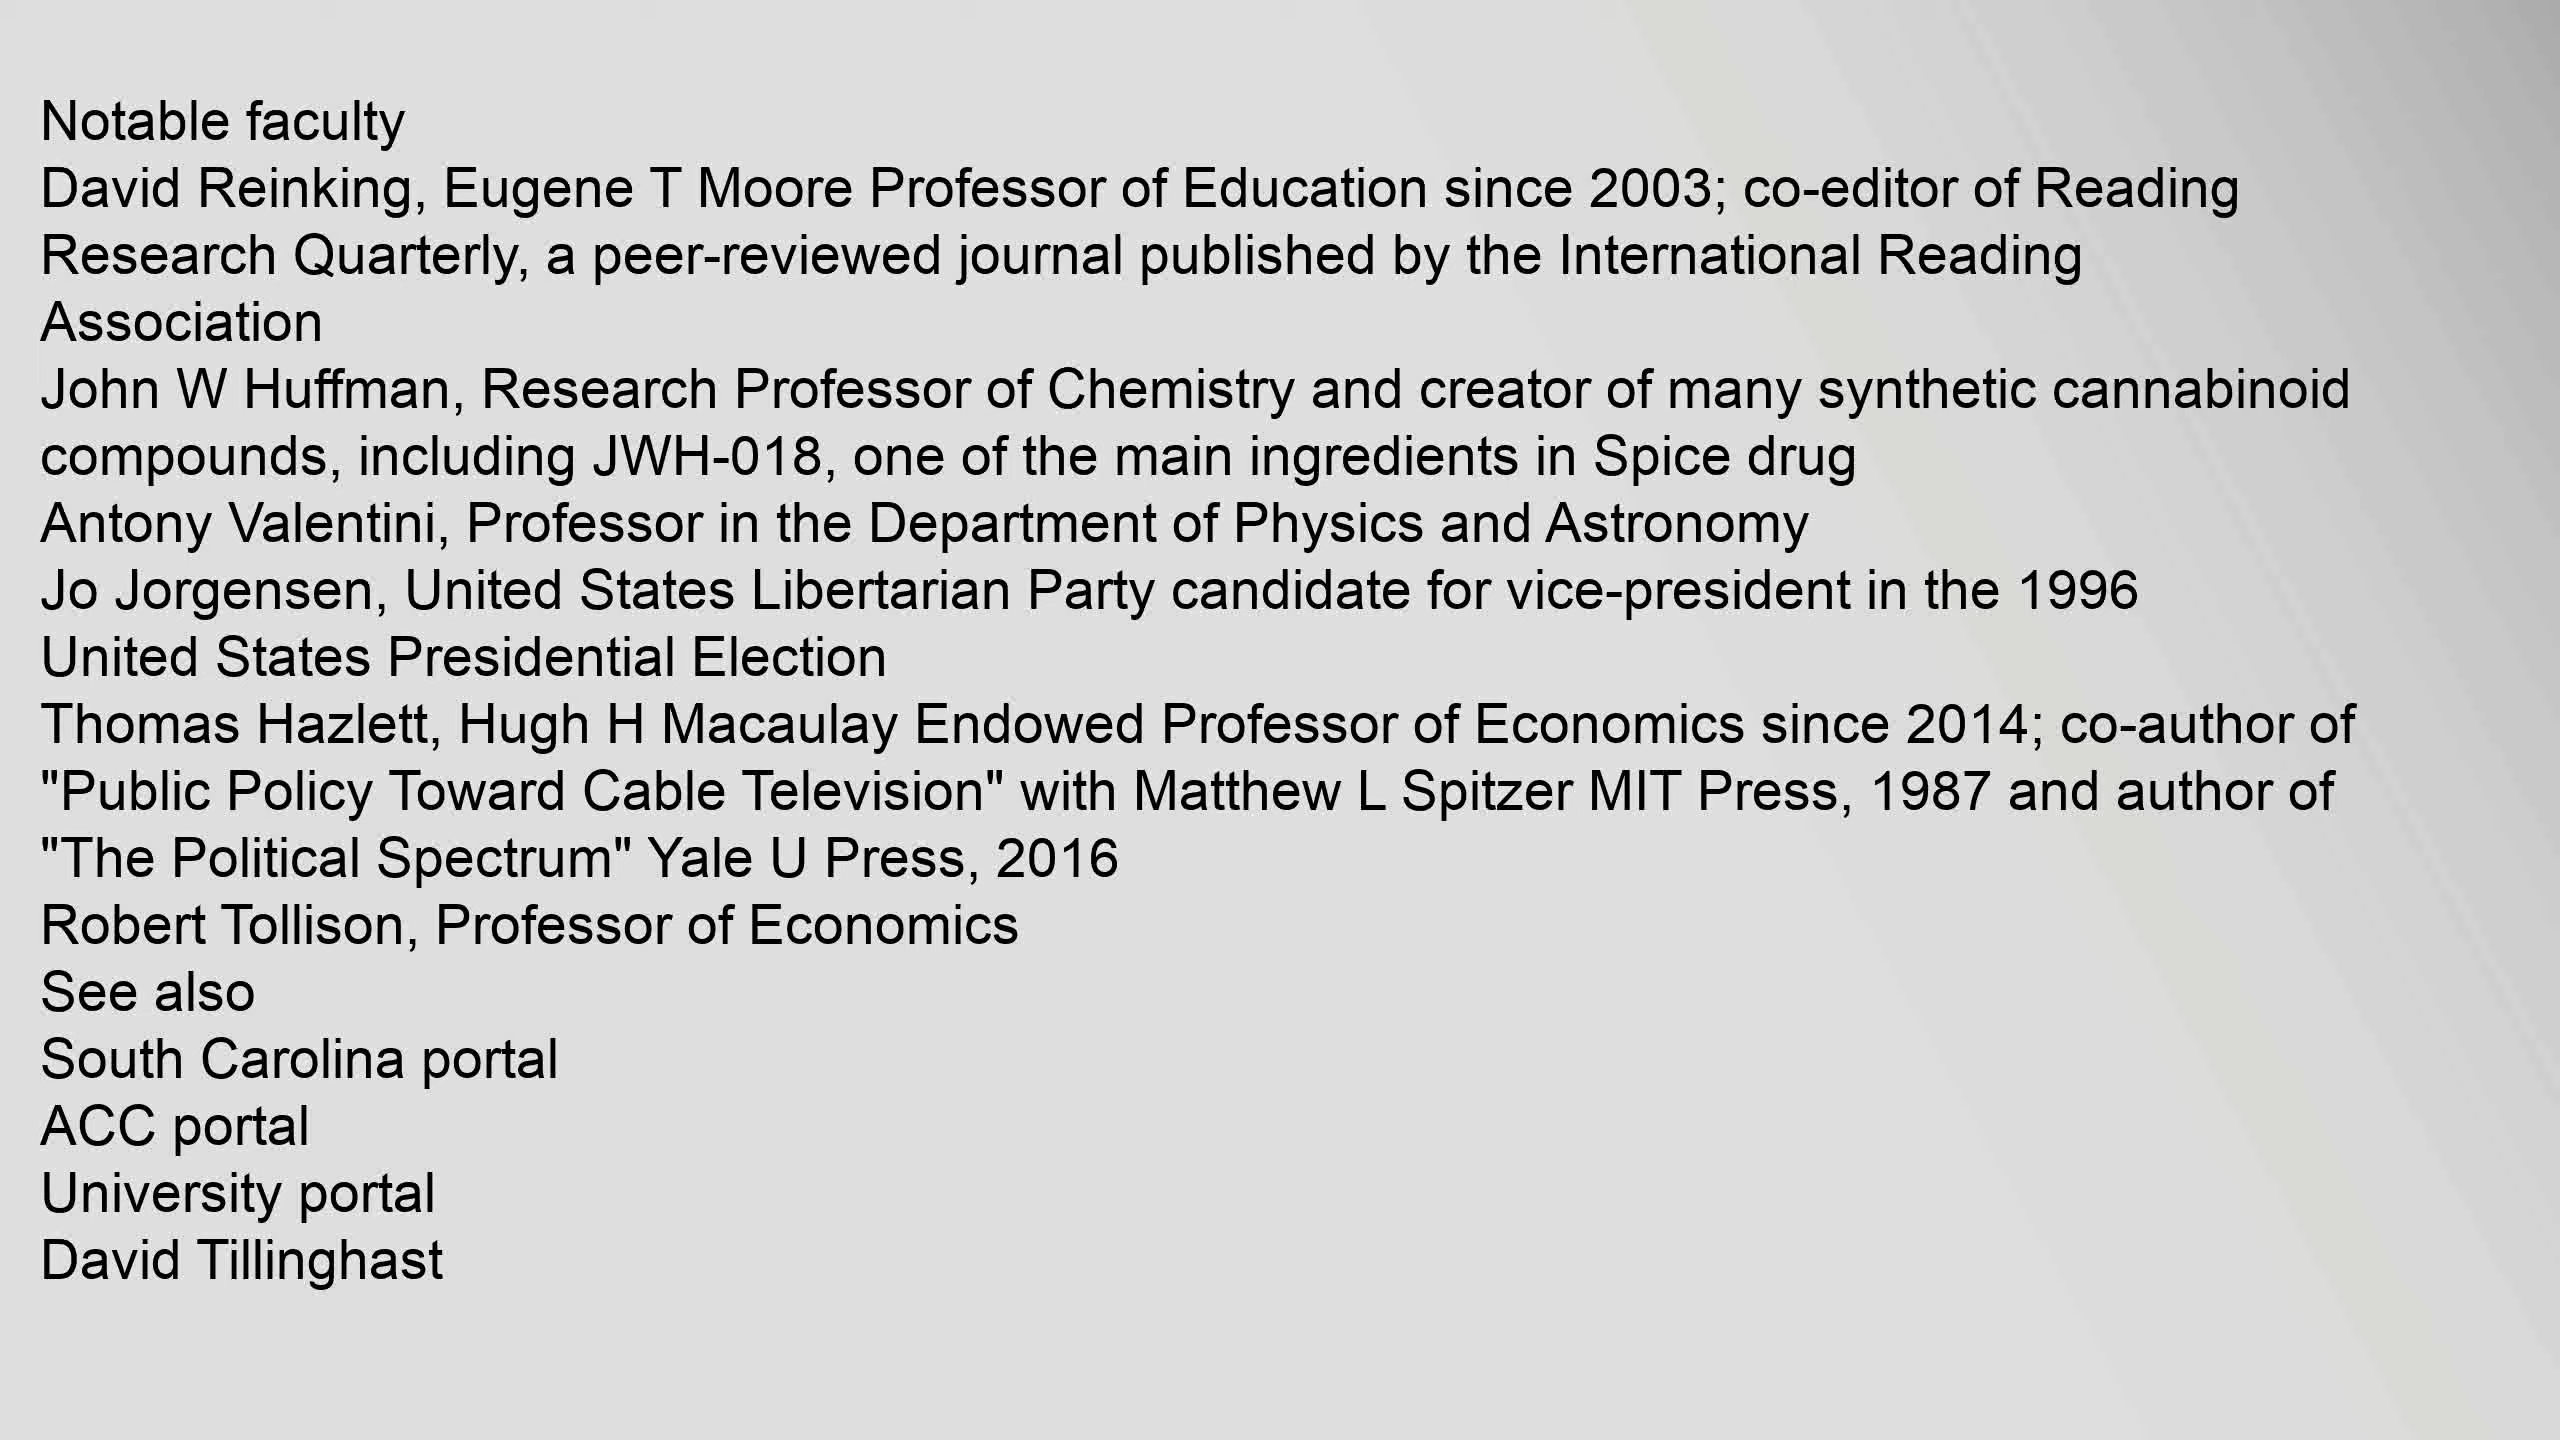 Notable faculty
David Reinking, Eugene T Moore Professor of Education since 2003; co-editor of Reading
Research Quarterly, a peer-reviewed journal published by the International Reading
Association
John W Huffman, Research Professor of Chemistry and creator of many synthetic cannabinoid
compounds, including JWH-018, one of the main ingredients in Spice drug
Antony Valentini, Professor in the Department of Physics and Astronomy
Jo Jorgensen, United States Libertarian Party candidate for vice-president in the 1996
United States Presidential Election
Thomas Hazlett, Hugh H Macaulay Endowed Professor of Economics since 2014; co-author of
"Public Policy Toward Cable Television" with Matthew L Spitzer MIT Press, 1987 and author of
"The Political Spectrum" Yale U Press, 2016
Robert Tollison, Professor of Economics
See also
South Carolina portal
ACC portal
University portal
David Tillinghast